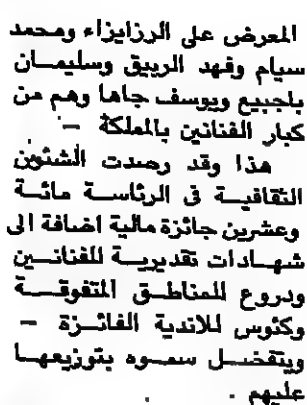 المعرض على الرزايزاء ومحمد
سيام وفهد الربيق وسليمان
باجبيع ويوسف جاها وهم من
كبار الفنانين بالمملكة –
هذا وقد رصدت الشئون
الثقافية فى الرئاسة مائة
وعشرين جائزة مالية اضافة الى
شهادات تقديرية للفنانين
ودروع للمناطق المتفوقة
وكئوس للاندية الفائزة –
ويتفضل سموه بتوزيعها
عليهم .